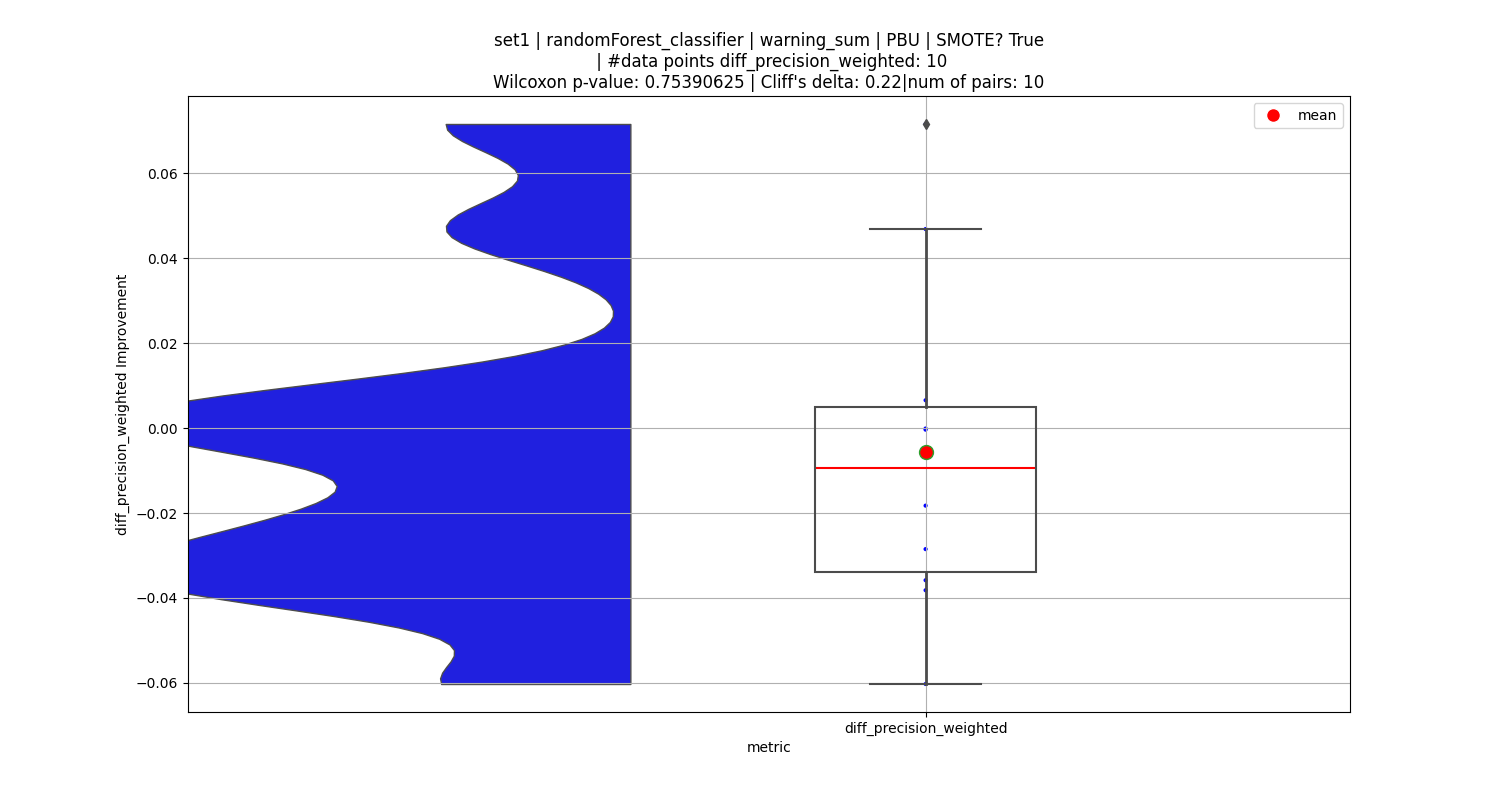 set1 | randomForest_classifier | warning_sum | PBU | SMOTE? True
| #data points diff_precision_weighted: 10
Wilcoxon p-value: 0.75390625 | Cliff's delta: 0.22|num of pairs: 10
mean
0.06
0.04
0.02
0.00
−0.02
−0.04
−0.06
diff_precision_weighted Improvement
diff_precision_weighted
metric